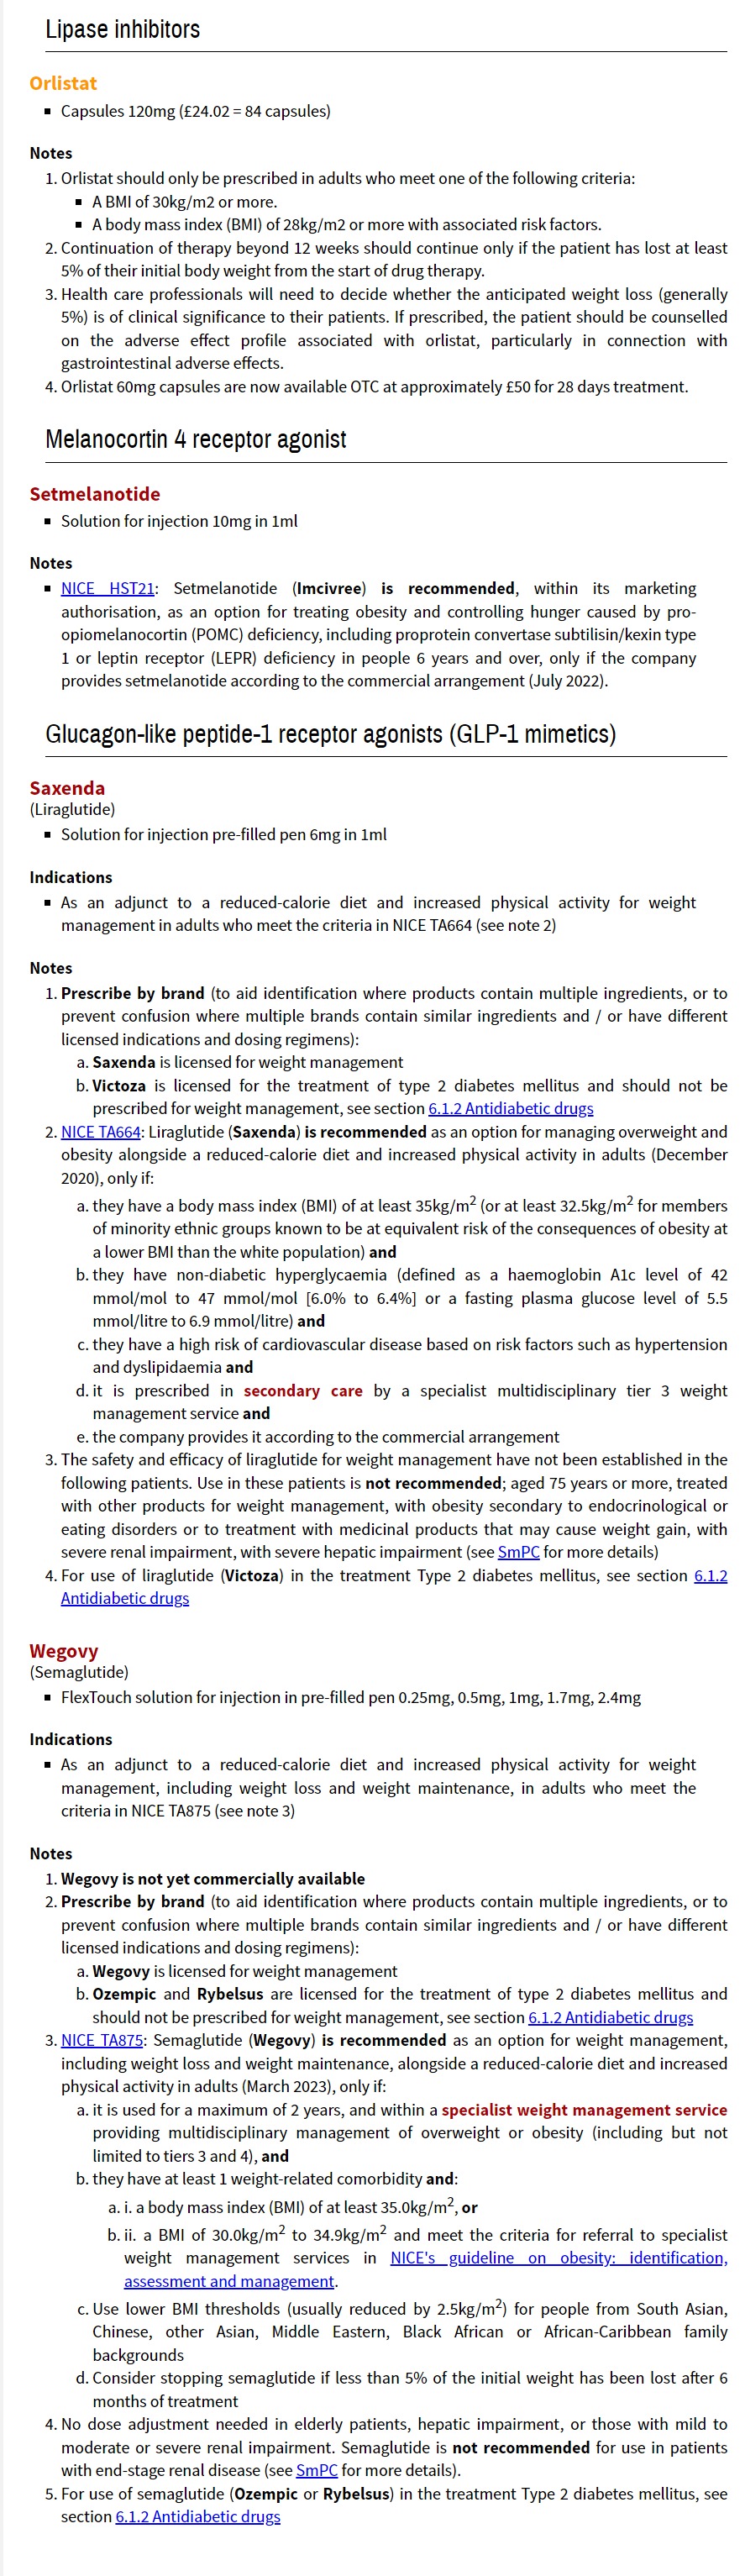 Lipase inhibitors
Orlistat
▪ Capsules 120mg (£24.02 = 84 capsules)
Notes
1. Orlistat should only be prescribed in adults who meet one of the following criteria:
▪ A BMI of 30kg/m2 or more.
▪ A body mass index (BMI) of 28kg/m2 or more with associated risk factors.
2. Continuation of therapy beyond 12 weeks should continue only if the patient has lost at least
5% of their initial body weight from the start of drug therapy.
3. Health care professionals will need to decide whether the anticipated weight loss (generally
5%) is of clinical significance to their patients. If prescribed, the patient should be counselled
on the adverse effect profile associated with orlistat, particularly in connection with
gastrointestinal adverse effects.
4. Orlistat 60mg capsules are now available OTC at approximately £50 for 28 days treatment.
Melanocortin 4 receptor agonist
Setmelanotide
▪ Solution for injection 10mg in 1ml
Notes
▪ NICE HST21: Setmelanotide (Imcivree) is recommended, within its marketing
authorisation, as an option for treating obesity and controlling hunger caused by pro-
opiomelanocortin (POMC) deficiency, including proprotein convertase subtilisin/kexin type
1 or leptin receptor (LEPR) deficiency in people 6 years and over, only if the company
provides setmelanotide according to the commercial arrangement (July 2022).
Glucagon-like peptide-1 receptor agonists (GLP-1 mimetics)
Saxenda
(Liraglutide)
▪ Solution for injection pre-filled pen 6mg in 1ml
Indications
▪ As an adjunct to a reduced-calorie diet and increased physical activity for weight
management in adults who meet the criteria in NICE TA664 (see note 2)
Notes
1. Prescribe by brand (to aid identification where products contain multiple ingredients, or to
prevent confusion where multiple brands contain similar ingredients and / or have different
licensed indications and dosing regimens):
a. Saxenda is licensed for weight management
b. Victoza is licensed for the treatment of type 2 diabetes mellitus and should not be
prescribed for weight management, see section 6.1.2 Antidiabetic drugs
2. NICE TA664: Liraglutide (Saxenda) is recommended as an option for managing overweight and
obesity alongside a reduced-calorie diet and increased physical activity in adults (December
2020), only if:
a. they have a body mass index (BMI) of at least 35kg/m² (or at least 32.5kg/m² for members
of minority ethnic groups known to be at equivalent risk of the consequences of obesity at
a lower BMI than the white population) and
b. they have non-diabetic hyperglycaemia (defined as a haemoglobin A1c level of 42
mmol/mol to 47 mmol/mol [6.0% to 6.4%] or a fasting plasma glucose level of 5.5
mmol/litre to 6.9 mmol/litre) and
c. they have a high risk of cardiovascular disease based on risk factors such as hypertension
and dyslipidaemia and
d. it is prescribed in secondary care by a specialist multidisciplinary tier 3 weight
management service and
e. the company provides it according to the commercial arrangement
3. The safety and efficacy of liraglutide for weight management have not been established in the
following patients. Use in these patients is not recommended; aged 75 years or more, treated
with other products for weight management, with obesity secondary to endocrinological or
eating disorders or to treatment with medicinal products that may cause weight gain, with
severe renal impairment, with severe hepatic impairment (see SmPC for more details)
4. For use of liraglutide (Victoza) in the treatment Type 2 diabetes mellitus, see section 6.1.2
Antidiabetic drugs
Wegovy
(Semaglutide)
▪ FlexTouch solution for injection in pre-filled pen 0.25mg, 0.5mg, 1mg, 1.7mg, 2.4mg
Indications
▪ As an adjunct to a reduced-calorie diet and increased physical activity for weight
management, including weight loss and weight maintenance, in adults who meet the
criteria in NICE TA875 (see note 3)
Notes
1. Wegovy is not yet commercially available
2. Prescribe by brand (to aid identification where products contain multiple ingredients, or to
prevent confusion where multiple brands contain similar ingredients and / or have different
licensed indications and dosing regimens):
a. Wegovy is licensed for weight management
b. Ozempic and Rybelsus are licensed for the treatment of type 2 diabetes mellitus and
should not be prescribed for weight management, see section 6.1.2 Antidiabetic drugs
3. NICE TA875: Semaglutide (Wegovy) is recommended as an option for weight management,
including weight loss and weight maintenance, alongside a reduced-calorie diet and increased
physical activity in adults (March 2023), only if:
a. it is used for a maximum of 2 years, and within a specialist weight management service
providing multidisciplinary management of overweight or obesity (including but not
limited to tiers 3 and 4), and
b. they have at least 1 weight-related comorbidity and:
a. i. a body mass index (BMI) of at least 35.0kg/m², or
b. ii. a BMI of 30.0kg/m² to 34.9kg/m² and meet the criteria for referral to specialist
weight management services in NICE's guideline on obesity: identification,
assessment and management.
c. Use lower BMI thresholds (usually reduced by 2.5kg/m²) for people from South Asian,
Chinese, other Asian, Middle Eastern, Black African or African-Caribbean family
backgrounds
d. Consider stopping semaglutide if less than 5% of the initial weight has been lost after 6
months of treatment
4. No dose adjustment needed in elderly patients, hepatic impairment, or those with mild to
moderate or severe renal impairment. Semaglutide is not recommended for use in patients
with end-stage renal disease (see SmPC for more details).
5. For use of semaglutide (Ozempic or Rybelsus) in the treatment Type 2 diabetes mellitus, see
section 6.1.2 Antidiabetic drugs